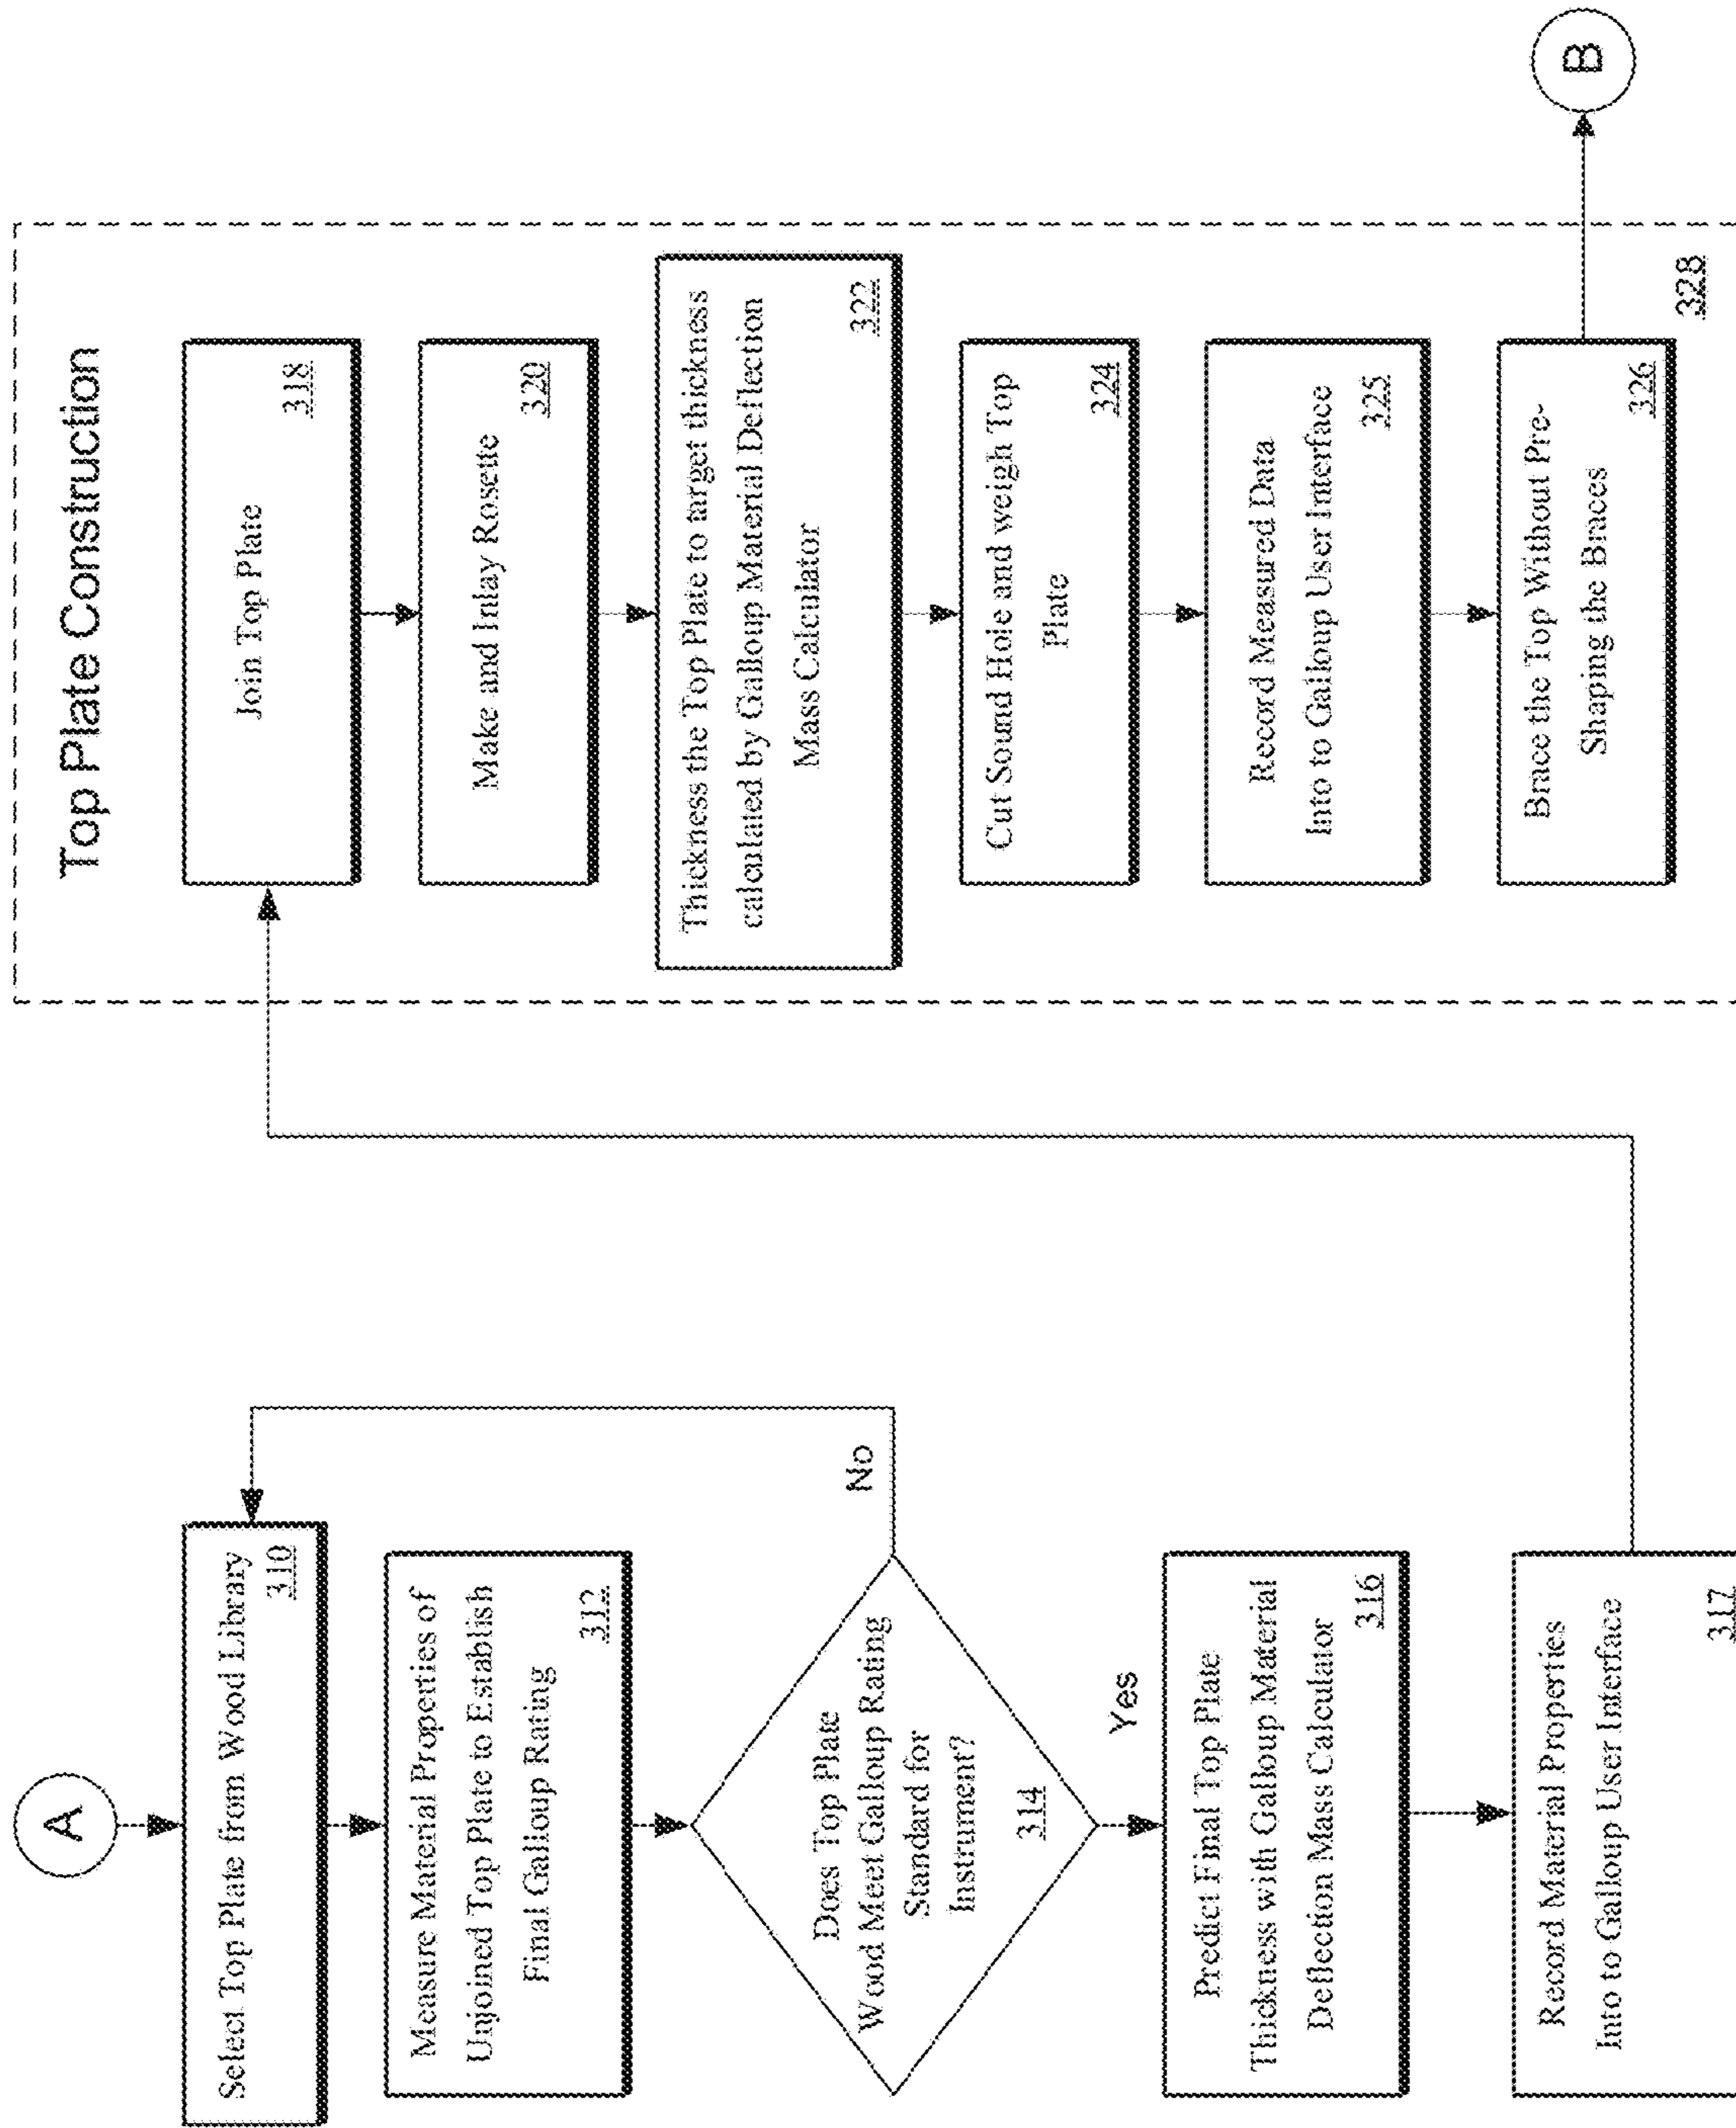 A
Select Top Plate from Wood Library
310
Measure Material Properties of
Unjoined Top Plate to Establish
Final Galloup Rating
312
Does Top Plate
Wood Meet Galloup Rating
Standard for
Instrument?
314
No
Yes
Predict Final Top Plate
Thickness with Galloup Material
Deflection Mass Calculator
316
Record Material Properties
Into to Galloup User Interface
317
Top Plate Construction
Join Top Plate
318
Make and Inlay Rosette
320
Thickness the Top Plate to target thickness
calculated by Galloup Material Deflection
Mass Calculator
322
Cut Sound Hole and weigh Top
Plate
324
Record Measured Data
Into to Galloup User Interface
325
Brace the Top Without Pre-
Shaping the Braces
326
328
B